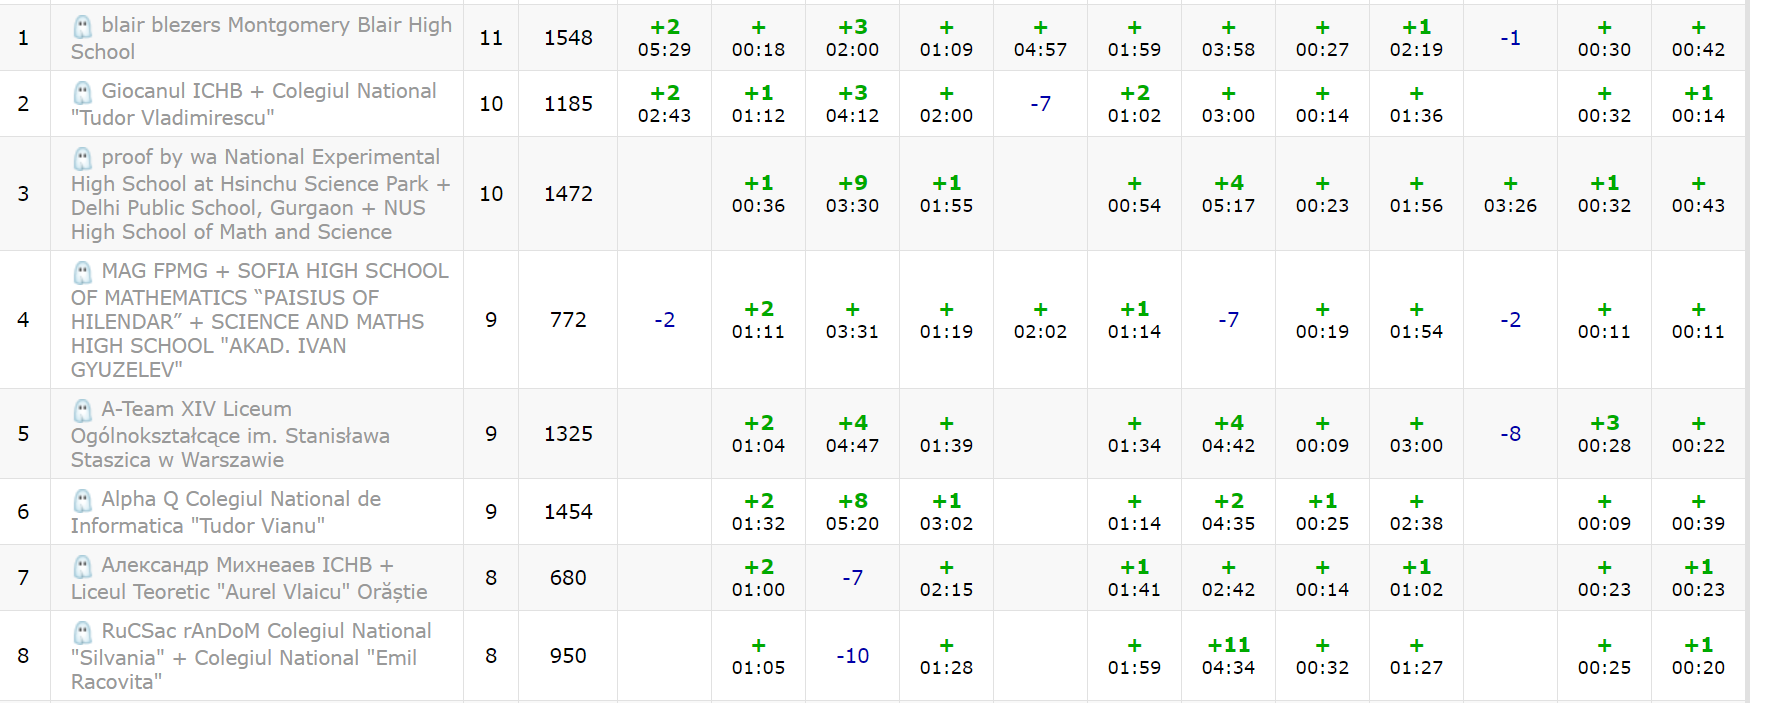 1 blair blezers Montgomery Blair High School 11 1548 +2 05:29 + 00:18 +3 02:00 + 01:09 + 04:57 + 01:59 + 03:58 + 00:27 +1 02:19 -1 + 00:30 + 00:42
2 Giocanul ICHB + Colegiul National "Tudor Vladimirescu" 10 1185 +2 02:43 +1 01:12 +3 04:12 + 02:00 -7 +2 01:02 + 03:00 + 00:14 + 01:36 + 00:32 +1 00:14
3 proof by wa National Experimental High School at Hsinchu Science Park + Delhi Public School, Gurgaon + NUS High School of Math and Science 10 1472 +1 00:36 +9 03:30 +1 01:55 + 00:54 +4 05:17 + 00:23 + 01:56 + 03:26 +1 00:32 + 00:43
4 MAG FPMG + SOFIA HIGH SCHOOL OF MATHEMATICS “PAISIUS OF HILENDAR” + SCIENCE AND MATHS HIGH SCHOOL "AKAD. IVAN GYUZELEV" 9 772 -2 +2 01:11 + 03:31 + 01:19 + 02:02 +1 01:14 -7 + 00:19 + 01:54 -2 + 00:11 + 00:11
5 A-Team XIV Liceum Ogólnokształcące im. Stanisława Staszica w Warszawie 9 1325 +2 01:04 +4 04:47 + 01:39 + 01:34 +4 04:42 + 00:09 + 03:00 -8 +3 00:28 + 00:22
6 Alpha Q Colegiul National de Informatica "Tudor Vianu" 9 1454 +2 01:32 +8 05:20 +1 03:02 + 01:14 +2 04:35 +1 00:25 + 02:38 + 00:09 + 00:39
7 Александр Михнеаев ICHB + Liceul Teoretic "Aurel Vlaicu" Orăștie 8 680 +2 01:00 -7 + 02:15 +1 01:41 + 02:42 + 00:14 +1 01:02 + 00:23 +1 00:23
8 RuCSac rAnDoM Colegiul National "Silvania" + Colegiul National "Emil Racovita" 8 950 + 01:05 -10 + 01:28 + 01:59 +11 04:34 + 00:32 + 01:27 + 00:25 +1 00:20